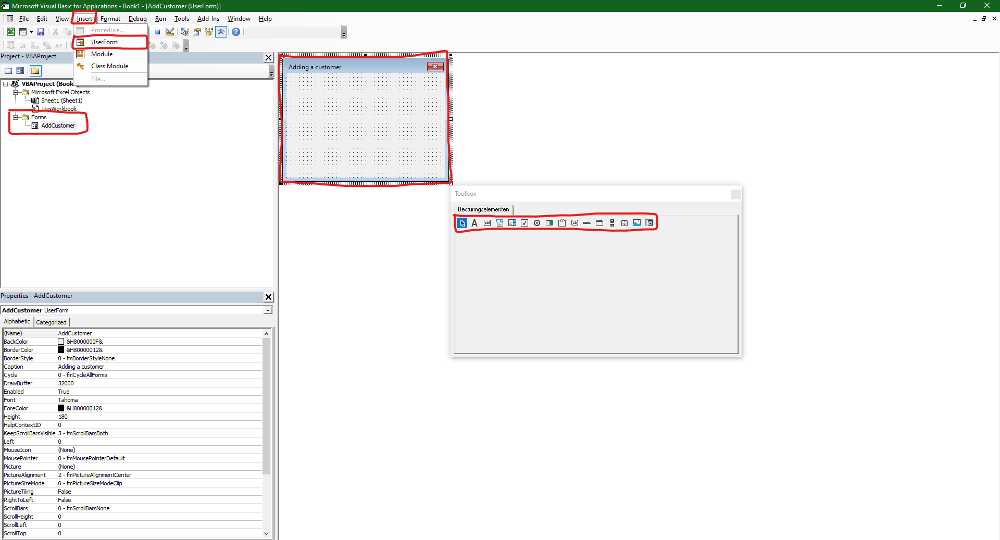 Microsoft Visual Basic for Applications - Book1 - [AddCustomer (UserForm)]
File Edit View Insert Format Debug Run Tools Add-Ins Window Help
Procedure...
UserForm
Module
Class Module
File...
Project - VBAProject
VBAProject (Book
Microsoft Excel Objects
Sheet1 (Sheet1)
ThisWorkbook
Forms
AddCustomer
Adding a customer
Toolbox
Besturingselementen
Properties - AddCustomer
AddCustomer UserForm
Alphabetic Categorized
(Name) AddCustomer
BackColor &H8000000F&
BorderColor &H80000012&
BorderStyle 0 - fmBorderStyleNone
Caption Adding a customer
Cycle 0 - fmCycleAllForms
DrawBuffer 32000
Enabled True
Font Tahoma
ForeColor &H80000012&
Height 180
HelpContextID 0
KeepScrollBarsVisible 3 - fmScrollBarsBoth
Left 0
MouseIcon (None)
MousePointer 0 - fmMousePointerDefault
Picture (None)
PictureAlignment 2 - fmPictureAlignmentCenter
PictureSizeMode 0 - fmPictureSizeModeClip
PictureTiling False
RightToLeft False
ScrollBars 0 - fmScrollBarsNone
ScrollHeight 0
ScrollLeft 0
ScrollTop 0